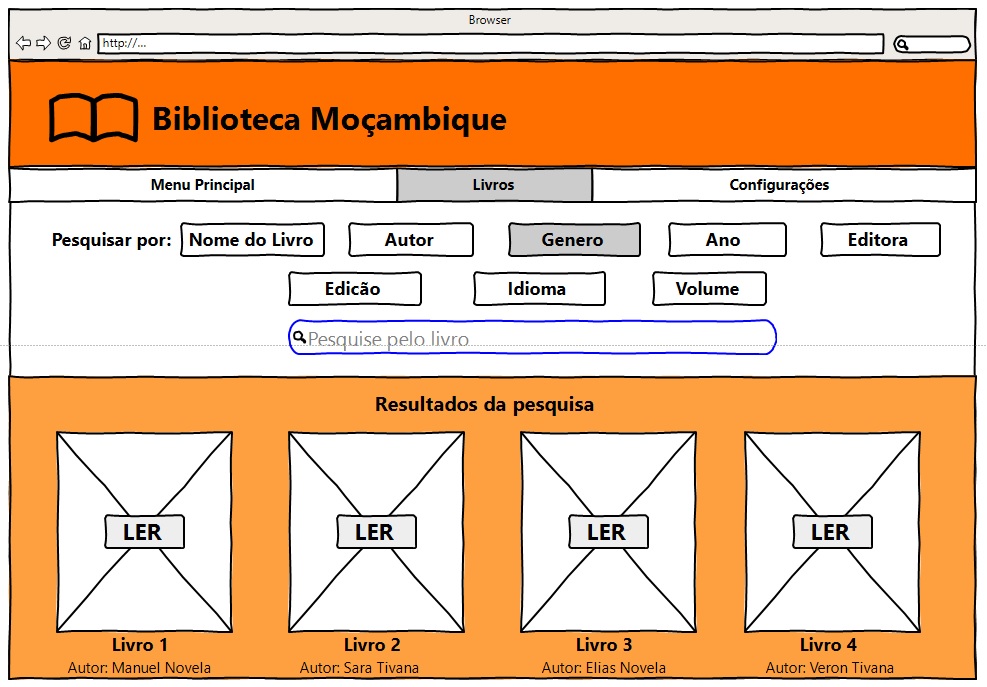 Browser
http://...
Biblioteca Moçambique
Menu Principal Livros Configurações
Pesquisar por: Nome do Livro Autor Genero Ano Editora
Edicão Idioma Volume
Pesquise pelo livro
Resultados da pesquisa
LER LER LER LER
Livro 1 Livro 2 Livro 3 Livro 4
Autor: Manuel Novela Autor: Sara Tivana Autor: Elias Novela Autor: Veron Tivana